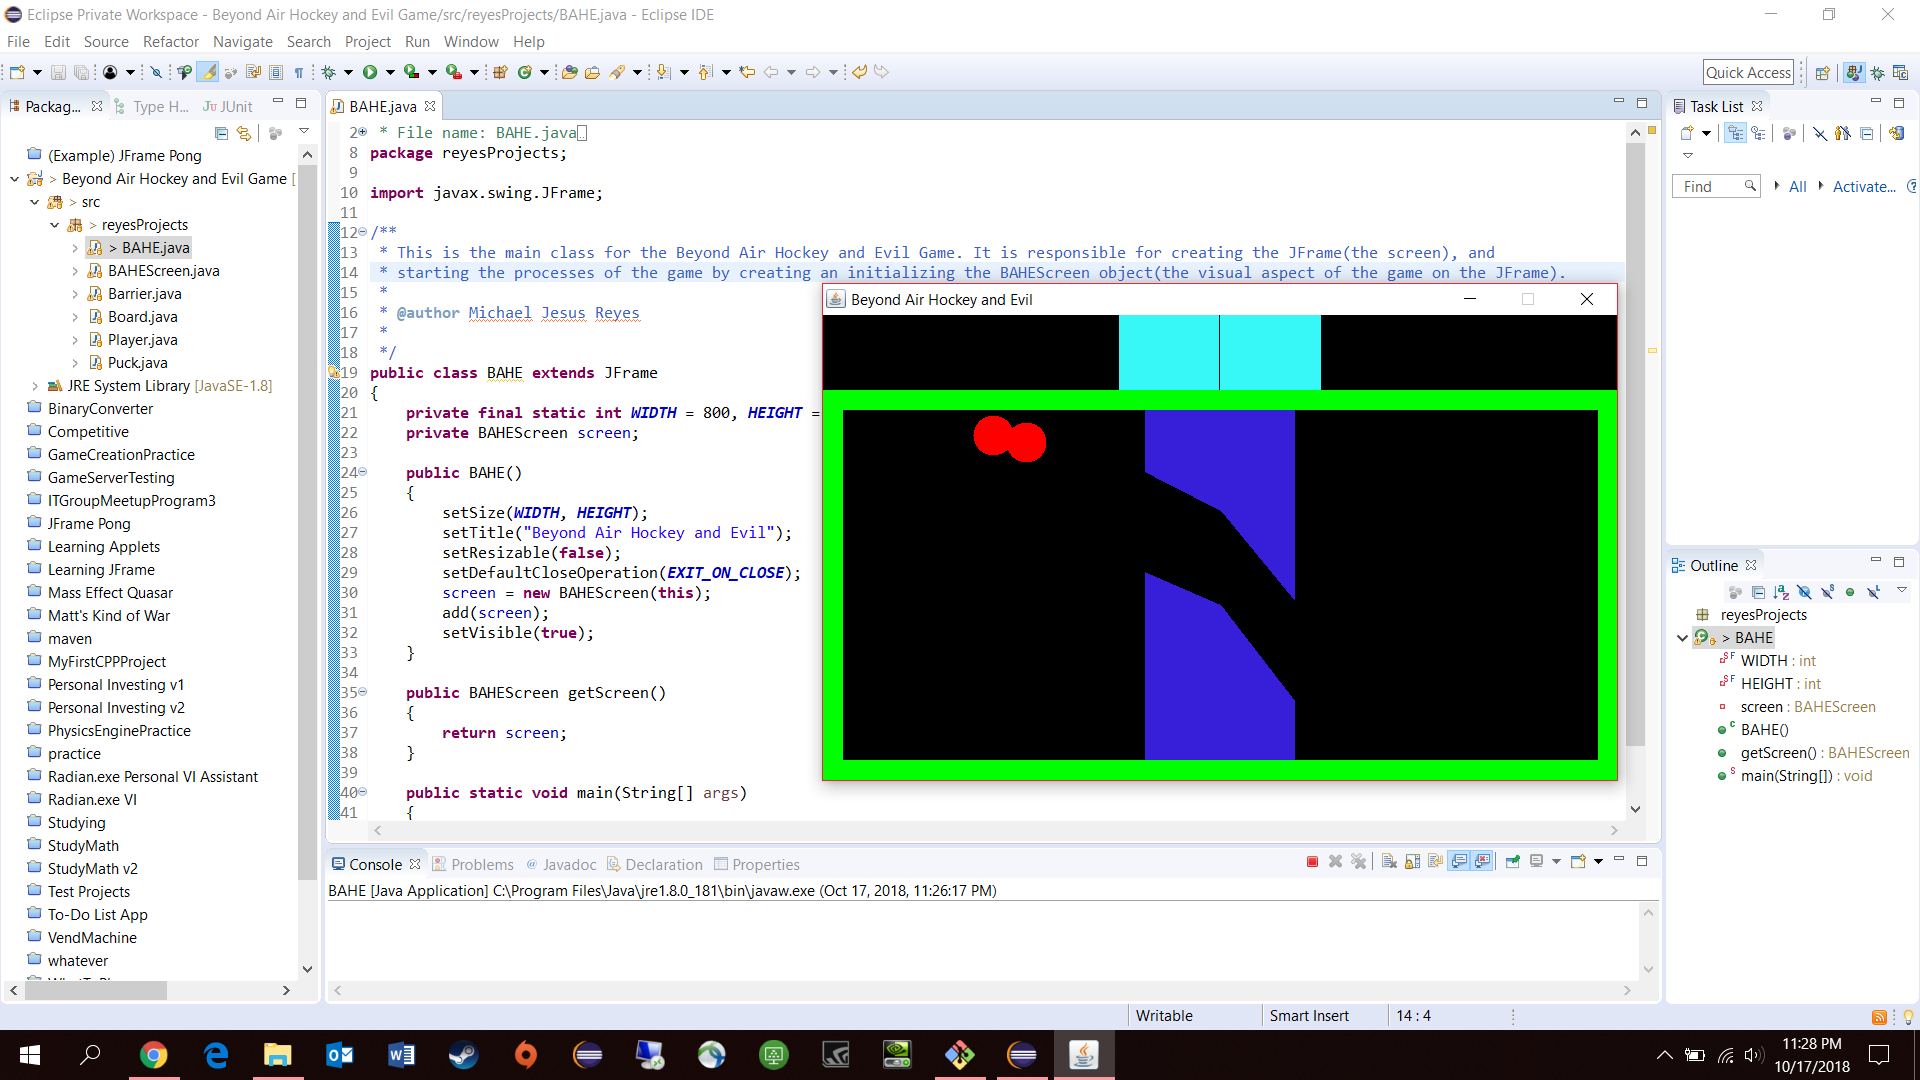 Eclipse Private Workspace - Beyond Air Hockey and Evil Game/src/reyesProjects/BAHE.java - Eclipse IDE
File Edit Source Refactor Navigate Search Project Run Window Help
Quick Access
Packag... Type H... JUnit
(Example) JFrame Pong
> Beyond Air Hockey and Evil Game [
> src
> reyesProjects
> BAHE.java
BAHEScreen.java
Barrier.java
Board.java
Player.java
Puck.java
JRE System Library [JavaSE-1.8]
BinaryConverter
Competitive
GameCreationPractice
GameServerTesting
ITGroupMeetupProgram3
JFrame Pong
Learning Applets
Learning JFrame
Mass Effect Quasar
Matt's Kind of War
maven
MyFirstCPPProject
Personal Investing v1
Personal Investing v2
PhysicsEnginePractice
practice
Radian.exe Personal VI Assistant
Radian.exe VI
Studying
StudyMath
StudyMath v2
Test Projects
To-Do List App
VendMachine
whatever
BAHE.java
2 * File name: BAHE.java
8 package reyesProjects;
9
10 import javax.swing.JFrame;
11
12 /**
13 * This is the main class for the Beyond Air Hockey and Evil Game. It is responsible for creating the JFrame(the screen), and
14 * starting the processes of the game by creating an initializing the BAHEScreen object(the visual aspect of the game on the JFrame).
15 *
16 * @author Michael Jesus Reyes
17 *
18 */
19 public class BAHE extends JFrame
20 {
21 private final static int WIDTH = 800, HEIGHT =
22 private BAHEScreen screen;
23
24 public BAHE()
25 {
26 setSize(WIDTH, HEIGHT);
27 setTitle("Beyond Air Hockey and Evil");
28 setResizable(false);
29 setDefaultCloseOperation(EXIT_ON_CLOSE);
30 screen = new BAHEScreen(this);
31 add(screen);
32 setVisible(true);
33 }
34
35 public BAHEScreen getScreen()
36 {
37 return screen;
38 }
39
40 public static void main(String[] args)
41 {
Beyond Air Hockey and Evil
Console Problems Javadoc Declaration Properties
BAHE [Java Application] C:\Program Files\Java\jre1.8.0_181\bin\javaw.exe (Oct 17, 2018, 11:26:17 PM)
Task List
Find All Activate...
Outline
reyesProjects
> BAHE
WIDTH : int
HEIGHT : int
screen : BAHEScreen
BAHE()
getScreen() : BAHEScreen
main(String[]) : void
Writable Smart Insert 14 : 4
11:28 PM
10/17/2018